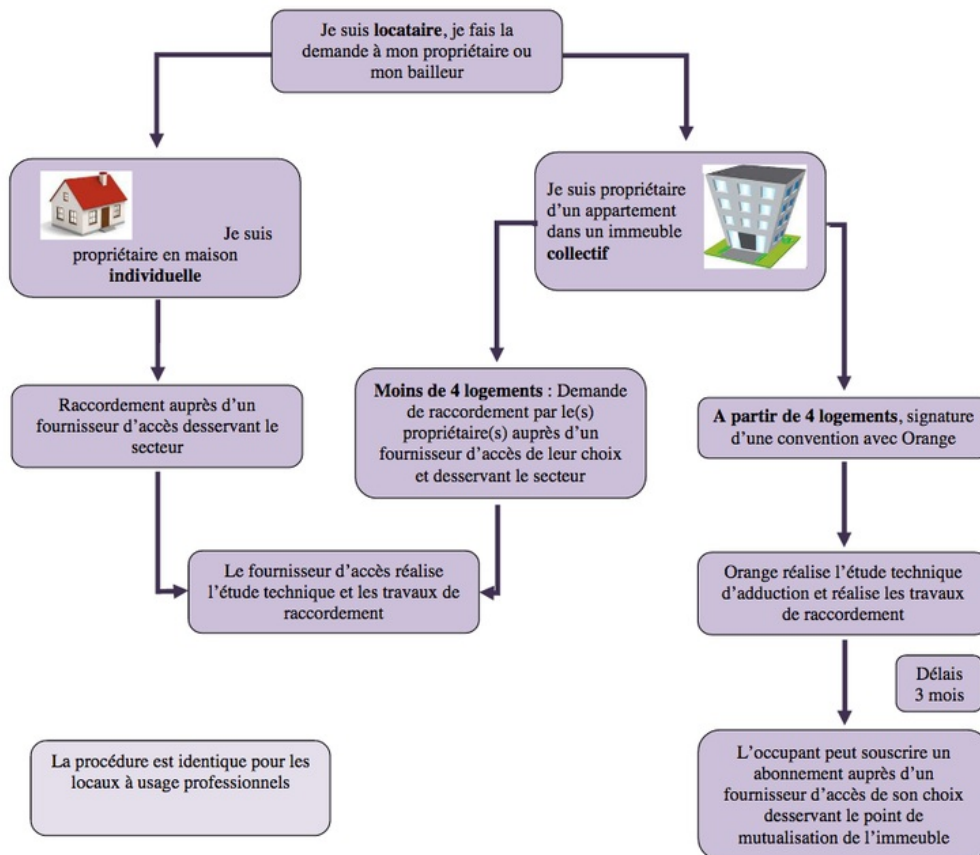 Je suis locataire, je fais la
demande à mon propriétaire ou
mon bailleur
Je suis
propriétaire en maison
individuelle
Je suis propriétaire
d'un appartement
dans un immeuble
collectif
Raccordement auprès d'un
fournisseur d'accès desservant le
secteur
Moins de 4 logements : Demande
de raccordement par le(s)
propriétaire(s) auprès d'un
fournisseur d'accès de leur choix
et desservant le secteur
A partir de 4 logements, signature
d'une convention avec Orange
Le fournisseur d'accès réalise
l'étude technique et les travaux de
raccordement
Orange réalise l'étude technique
d'adduction et réalise les travaux
de raccordement
Délais
3 mois
La procédure est identique pour les
locaux à usage professionnels
L'occupant peut souscrire un
abonnement auprès d'un
fournisseur d'accès de son choix
desservant le point de
mutualisation de l'immeuble